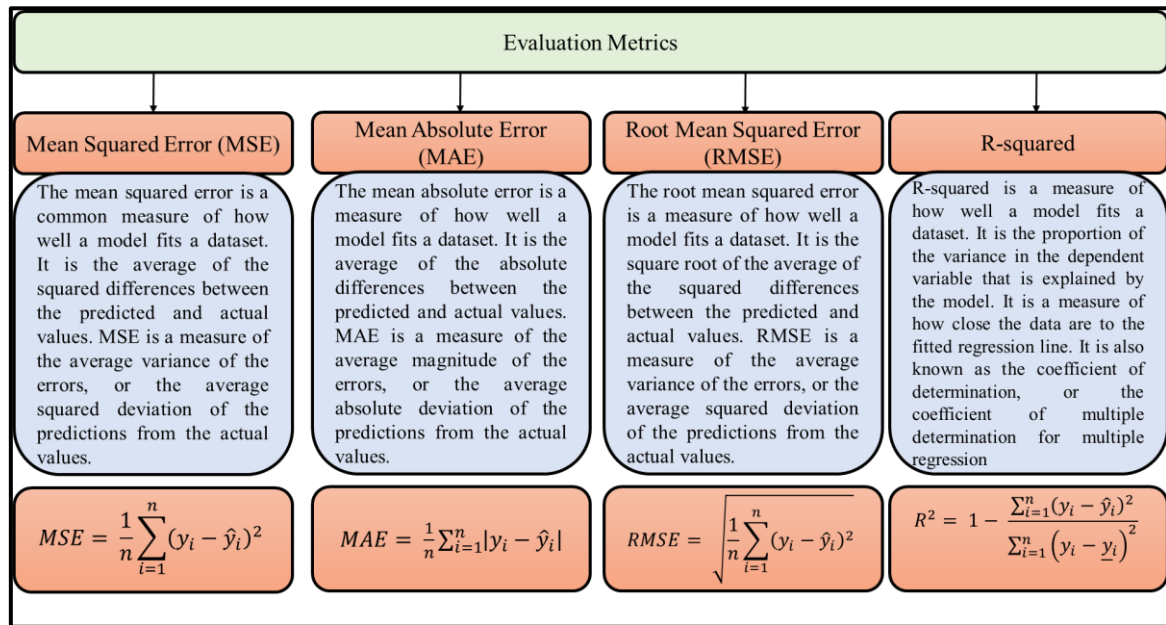 Evaluation Metrics
Mean Squared Error (MSE)
The mean squared error is a
common measure of how
well a model fits a dataset.
It is the average of the
squared differences between
the predicted and actual
values. MSE is a measure of
the average variance of the
errors, or the average
squared deviation of the
predictions from the actual
values.
MSE = \frac{1}{n} \sum_{i=1}^{n} (y_i - ŷ_i)^2
Mean Absolute Error
(MAE)
The mean absolute error is a
measure of how well a
model fits a dataset. It is the
average of the absolute
differences between the
predicted and actual values.
MAE is a measure of the
average magnitude of the
errors, or the average
absolute deviation of the
predictions from the actual
values.
MAE = \frac{1}{n} \sum_{i=1}^{n} |y_i - ŷ_i|
Root Mean Squared Error
(RMSE)
The root mean squared error
is a measure of how well a
model fits a dataset. It is the
square root of the average of
the squared differences
between the predicted and
actual values. RMSE is a
measure of the average
variance of the errors, or the
average squared deviation
of the predictions from the
actual values.
RMSE = \sqrt{\frac{1}{n} \sum_{i=1}^{n} (y_i - ŷ_i)^2}
R-squared
R-squared is a measure of
how well a model fits a
dataset. It is the proportion of
the variance in the dependent
variable that is explained by
the model. It is a measure of
how close the data are to the
fitted regression line. It is also
known as the coefficient of
determination, or the
coefficient of multiple
determination for multiple
regression
R^2 = 1 - \frac{\sum_{i=1}^{n} (y_i - ŷ_i)^2}{\sum_{i=1}^{n} (y_i - \underline{y}_i)^2}